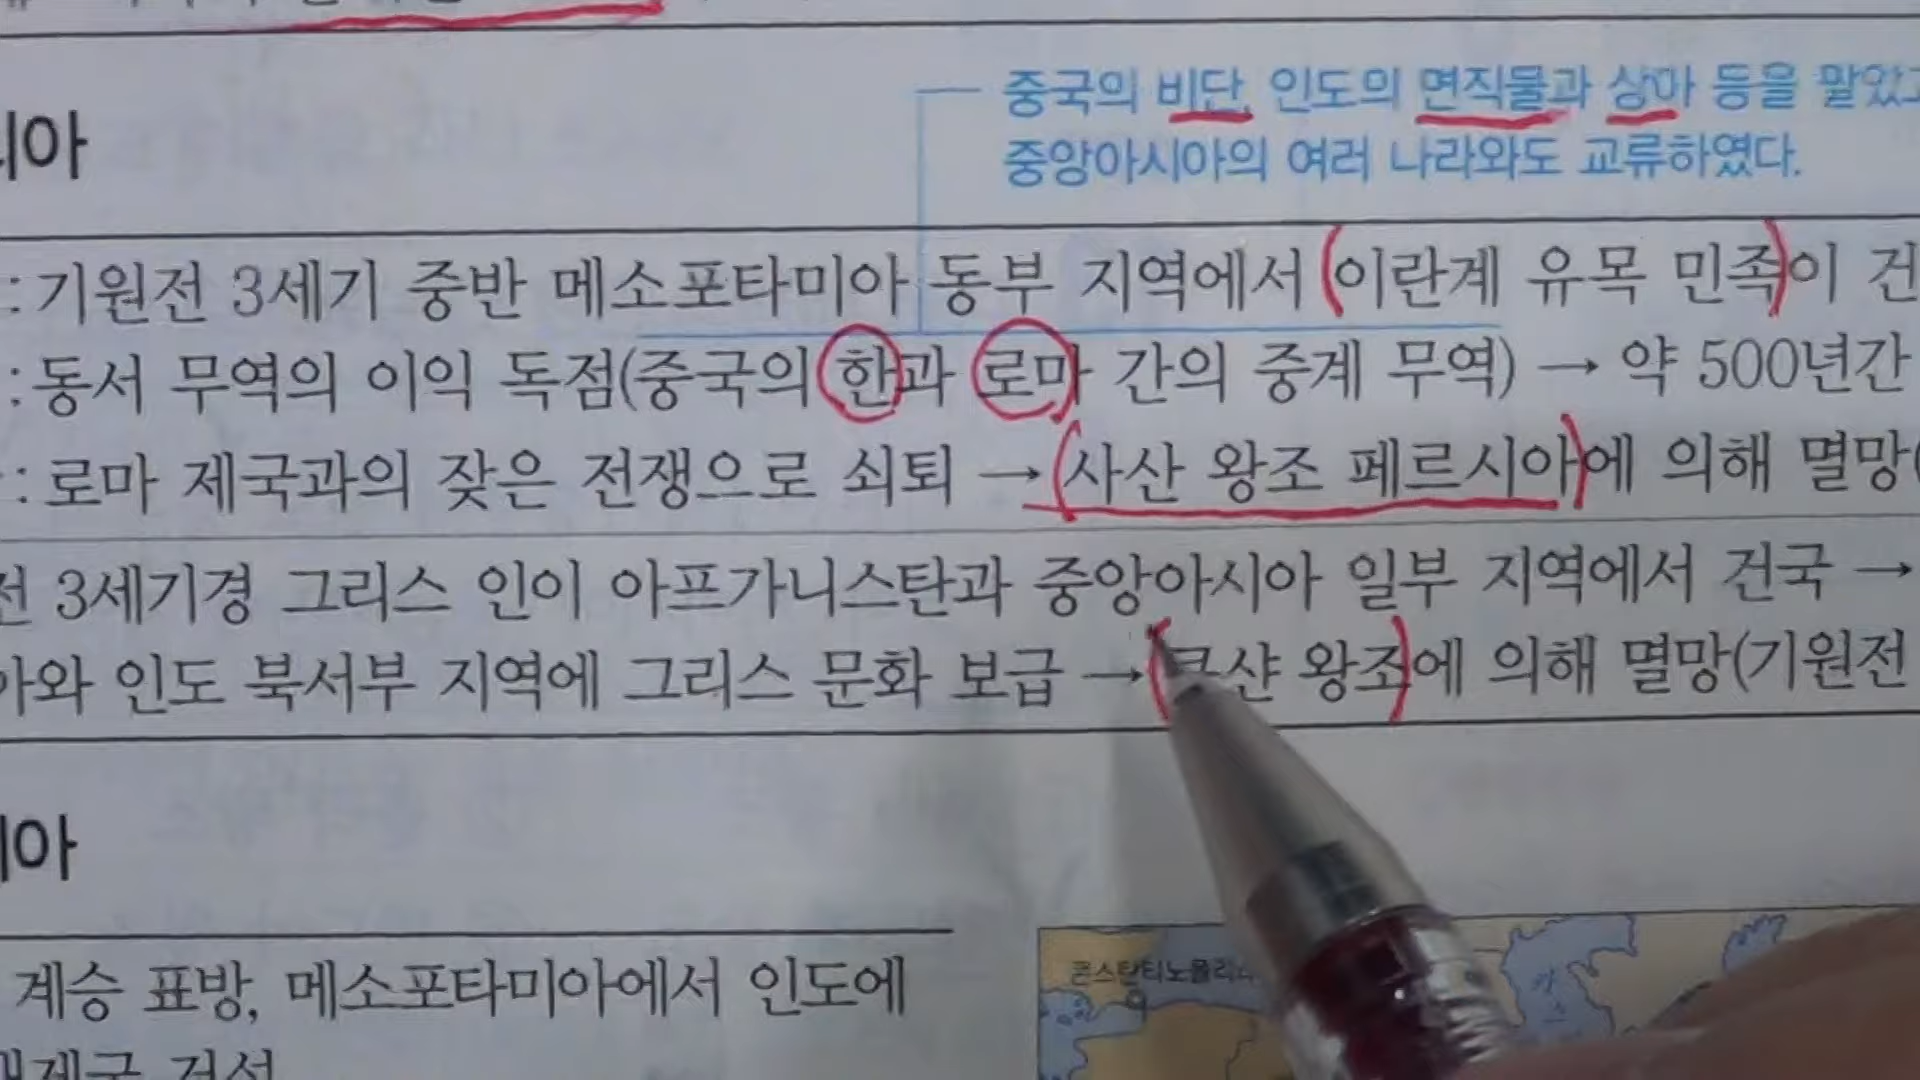 중국의 비단, 인도의 면직물과 상마 등을 팔았고
중앙아시아의 여러 나라와도 교류하였다.
아
: 기원전 3세기 중반 메소포타미아 동부 지역에서 이란계 유목 민족이 건
: 동서 무역의 이익 독점(중국의 한과 로마 간의 중계 무역) → 약 500년간
: 로마 제국과의 잦은 전쟁으로 쇠퇴 → 사산 왕조 페르시아에 의해 멸망(
전 3세기경 그리스 인이 아프가니스탄과 중앙아시아 일부 지역에서 건국 →
아와 인도 북서부 지역에 그리스 문화 보급 → 샨 왕조에 의해 멸망(기원전
아
계승 표방, 메소포타미아에서 인도에
콘스탄티노폴리
카스
대제국 건설